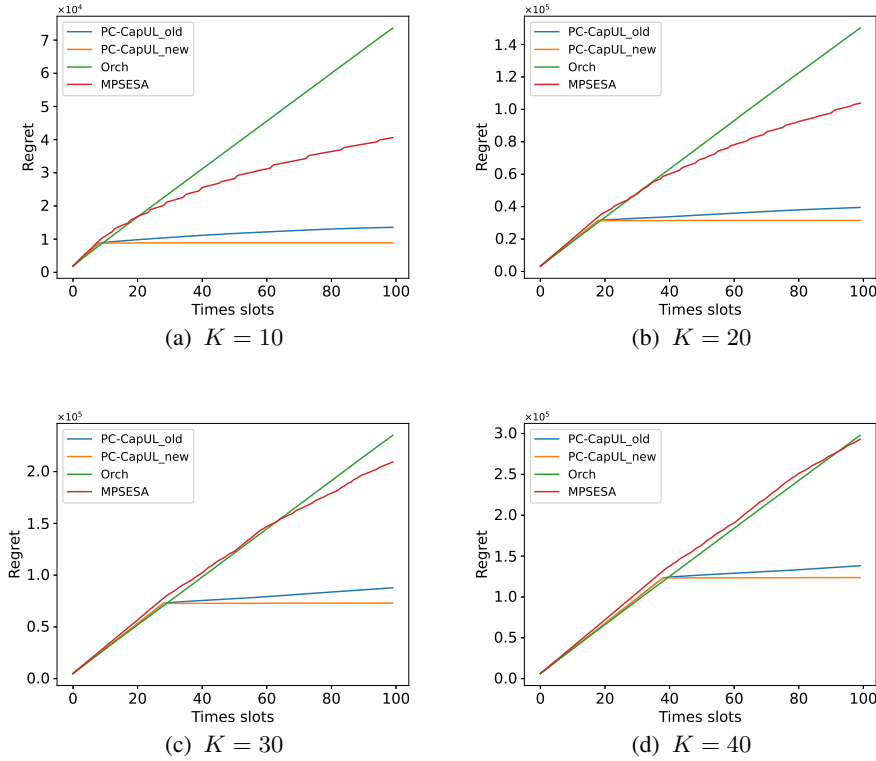 ×10⁴
PC-CapUL_old
PC-CapUL_new
Orch
MPSESA
7
6
5
4
3
2
1
0
Regret
0 20 40 60 80 100
Times slots
(a) K = 10
×10⁵
PC-CapUL_old
PC-CapUL_new
Orch
MPSESA
1.4
1.2
1.0
0.8
0.6
0.4
0.2
0.0
Regret
0 20 40 60 80 100
Times slots
(b) K = 20
×10⁵
PC-CapUL_old
PC-CapUL_new
Orch
MPSESA
2.0
1.5
1.0
0.5
0.0
Regret
0 20 40 60 80 100
Times slots
(c) K = 30
×10⁵
PC-CapUL_old
PC-CapUL_new
Orch
MPSESA
3.0
2.5
2.0
1.5
1.0
0.5
0.0
Regret
0 20 40 60 80 100
Times slots
(d) K = 40